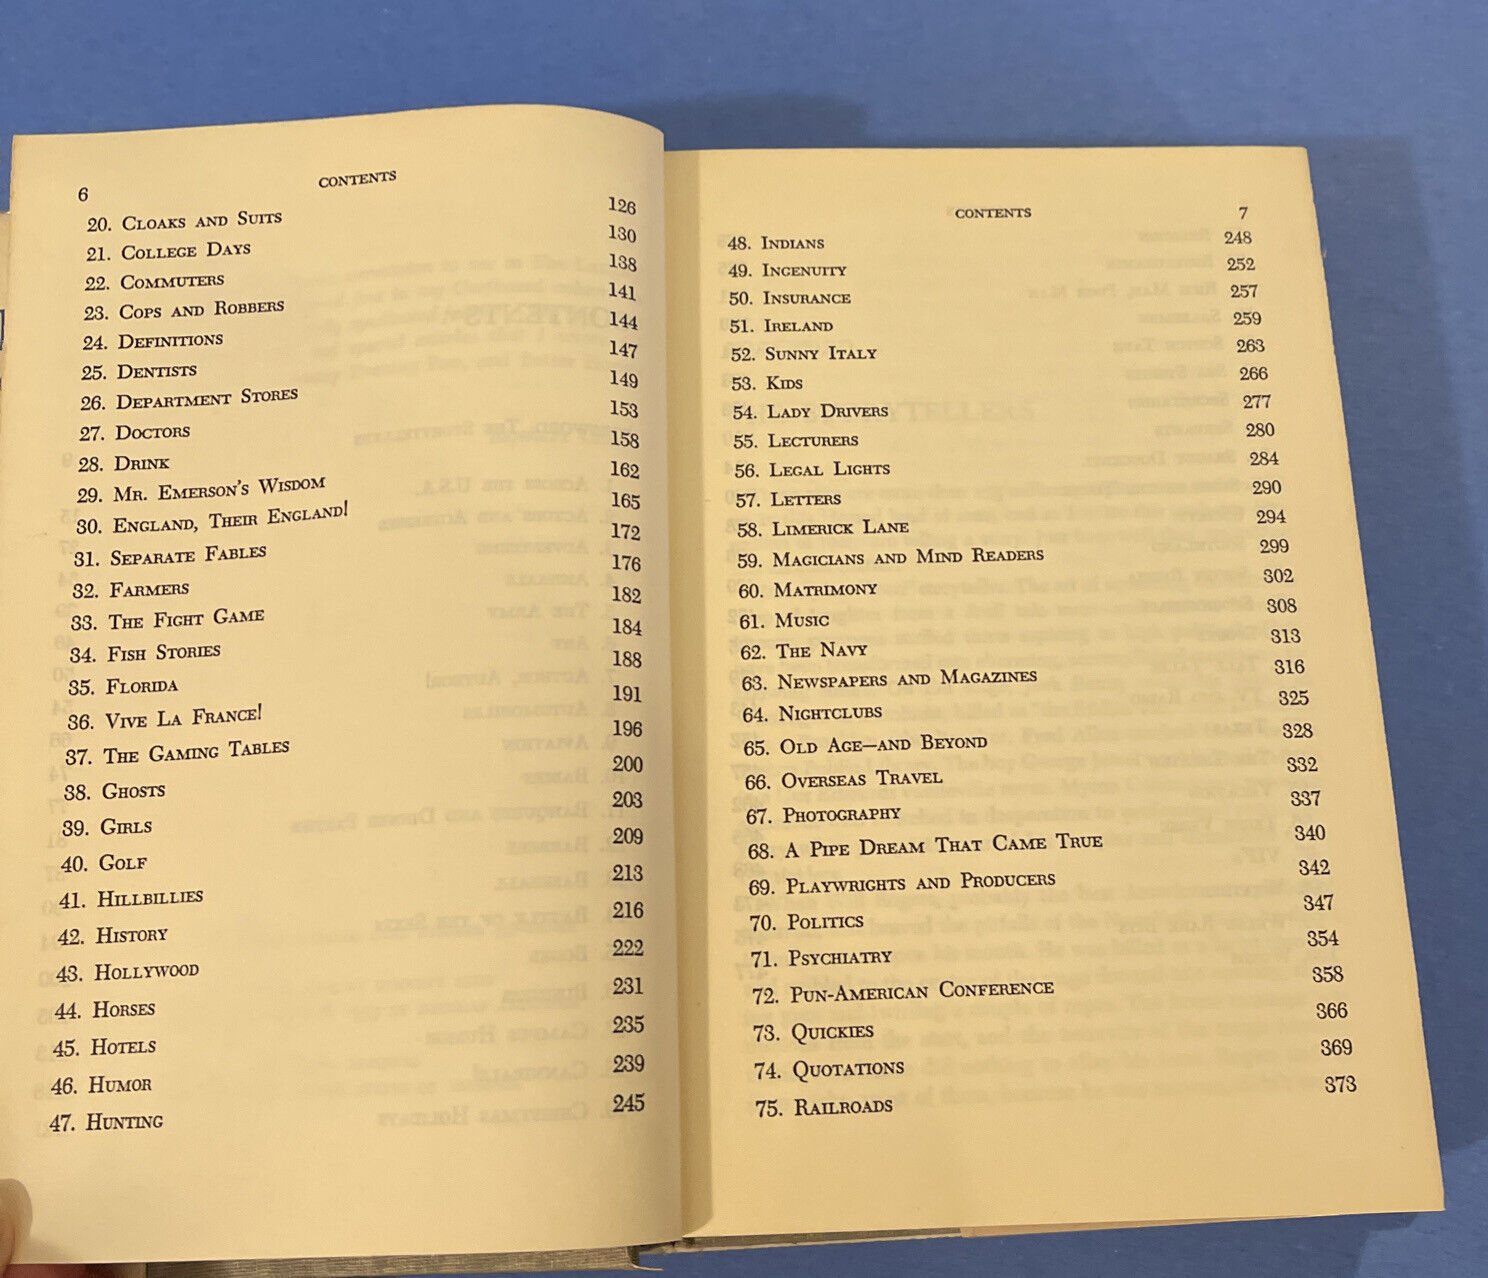 6 CONTENTS
20. Cloaks and Suits 126
21. College Days 130
22. Commuters 138
23. Cops and Robbers 141
24. Definitions 144
25. Dentists 147
26. Department Stores 149
27. Doctors 153
28. Drink 158
29. Mr. Emerson's Wisdom 162
30. England, Their England! 165
31. Separate Fables 172
32. Farmers 176
33. The Fight Game 182
34. Fish Stories 184
35. Florida 188
36. Vive La France! 191
37. The Gaming Tables 196
38. Ghosts 200
39. Girls 203
40. Golf 209
41. Hillbillies 213
42. History 216
43. Hollywood 222
44. Horses 231
45. Hotels 235
46. Humor 239
47. Hunting 245
CONTENTS 7
48. Indians 248
49. Ingenuity 252
50. Insurance 257
51. Ireland 259
52. Sunny Italy 263
53. Kids 266
54. Lady Drivers 277
55. Lecturers 280
56. Legal Lights 284
57. Letters 290
58. Limerick Lane 294
59. Magicians and Mind Readers 299
60. Matrimony 302
61. Music 308
62. The Navy 313
63. Newspapers and Magazines 316
64. Nightclubs 325
65. Old Age—and Beyond 328
66. Overseas Travel 332
67. Photography 337
68. A Pipe Dream That Came True 340
69. Playwrights and Producers 342
70. Politics 347
71. Psychiatry 354
72. Pun-American Conference 358
73. Quickies 366
74. Quotations 369
75. Railroads 373